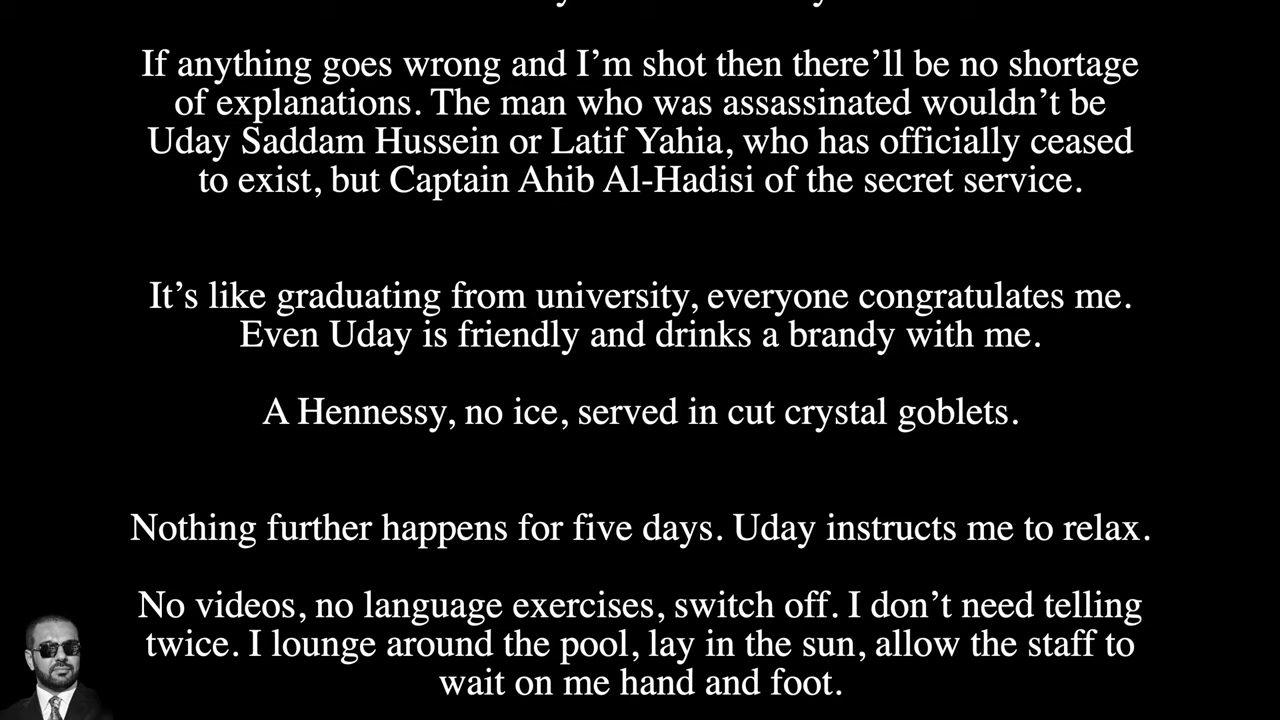 If anything goes wrong and I’m shot then there’ll be no shortage
of explanations. The man who was assassinated wouldn’t be
Uday Saddam Hussein or Latif Yahia, who has officially ceased
to exist, but Captain Ahib Al-Hadisi of the secret service.
It’s like graduating from university, everyone congratulates me.
Even Uday is friendly and drinks a brandy with me.
A Hennessy, no ice, served in cut crystal goblets.
Nothing further happens for five days. Uday instructs me to relax.
No videos, no language exercises, switch off. I don’t need telling
twice. I lounge around the pool, lay in the sun, allow the staff to
wait on me hand and foot.